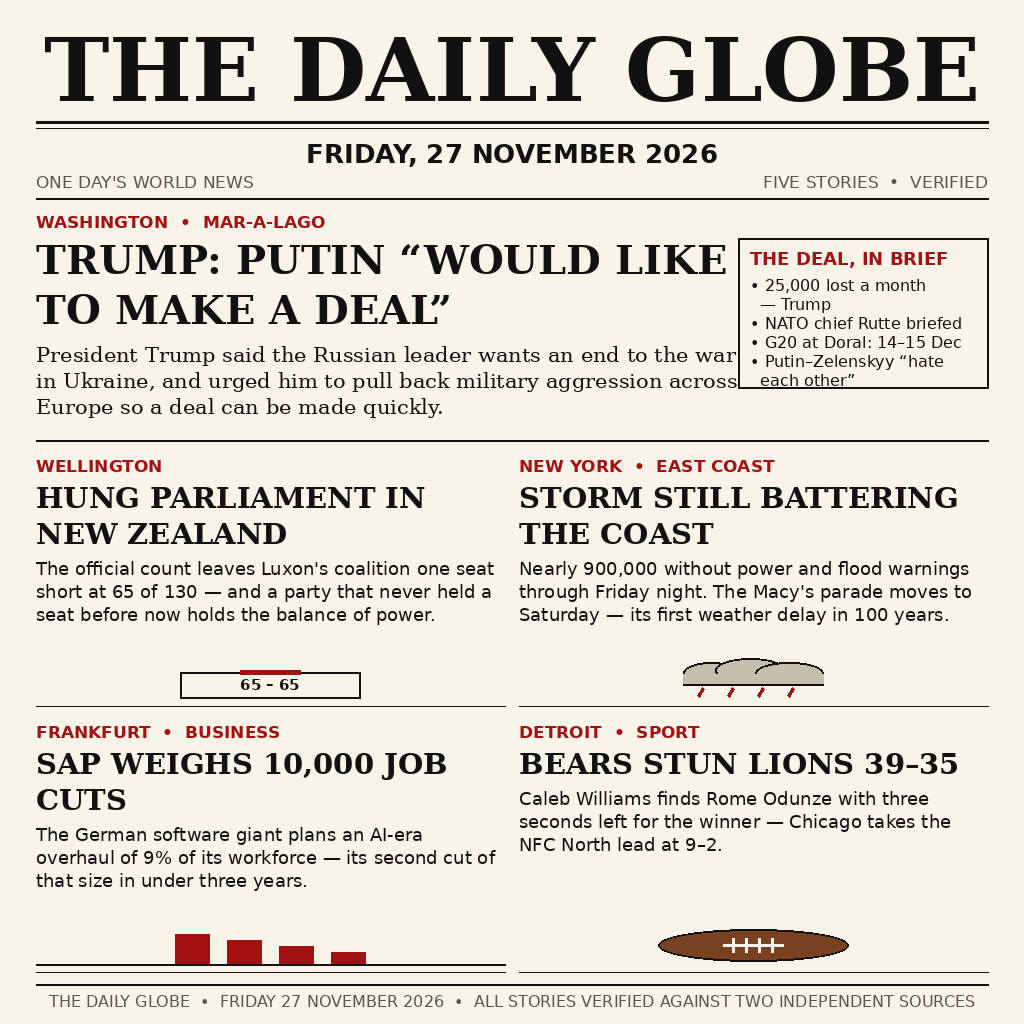 THE DAILY GLOBE
FRIDAY, 27 NOVEMBER 2026
ONE DAY'S WORLD NEWS
FIVE STORIES • VERIFIED
WASHINGTON • MAR-A-LAGO
TRUMP: PUTIN “WOULD LIKE
TO MAKE A DEAL”
President Trump said the Russian leader wants an end to the war
in Ukraine, and urged him to pull back military aggression across
Europe so a deal can be made quickly.
THE DEAL, IN BRIEF
• 25,000 lost a month
— Trump
• NATO chief Rutte briefed
• G20 at Doral: 14–15 Dec
• Putin–Zelenskyy “hate
each other”
WELLINGTON
HUNG PARLIAMENT IN
NEW ZEALAND
The official count leaves Luxon's coalition one seat
short at 65 of 130 — and a party that never held a
seat before now holds the balance of power.
65 – 65
NEW YORK • EAST COAST
STORM STILL BATTERING
THE COAST
Nearly 900,000 without power and flood warnings
through Friday night. The Macy's parade moves to
Saturday — its first weather delay in 100 years.
FRANKFURT • BUSINESS
SAP WEIGHS 10,000 JOB
CUTS
The German software giant plans an AI-era
overhaul of 9% of its workforce — its second cut of
that size in under three years.
DETROIT • SPORT
BEARS STUN LIONS 39–35
Caleb Williams finds Rome Odunze with three
seconds left for the winner — Chicago takes the
NFC North lead at 9–2.
THE DAILY GLOBE • FRIDAY 27 NOVEMBER 2026 • ALL STORIES VERIFIED AGAINST TWO INDEPENDENT SOURCES